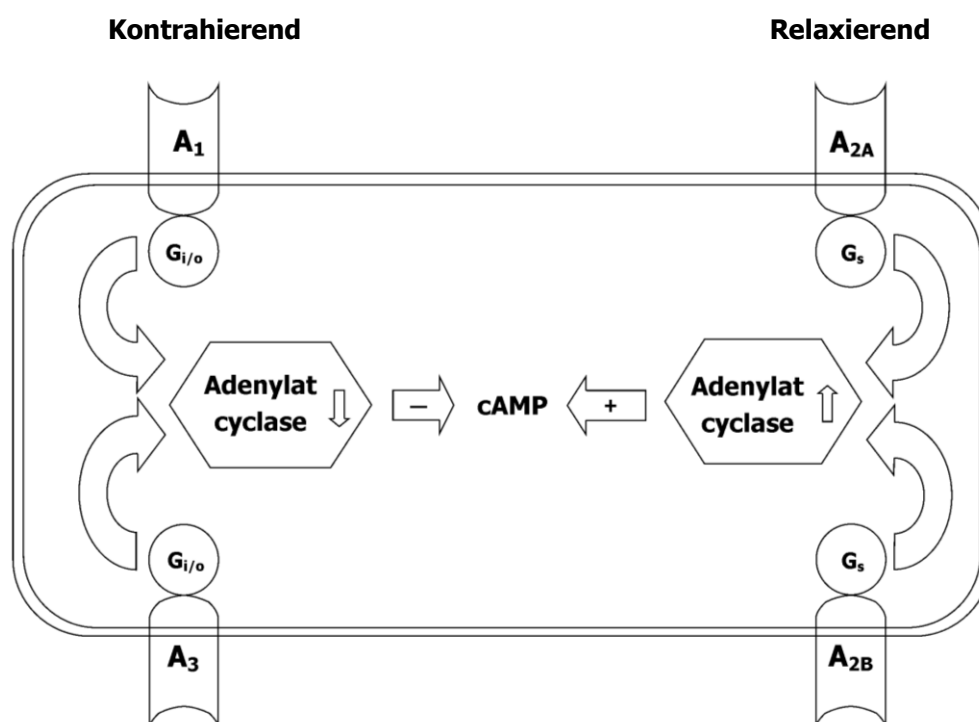 Kontrahierend
Relaxierend
A₁
A₂A
Gi/o
Gs
Adenylat
cyclase
−
cAMP
+
Adenylat
cyclase
Gi/o
Gs
A₃
A₂B